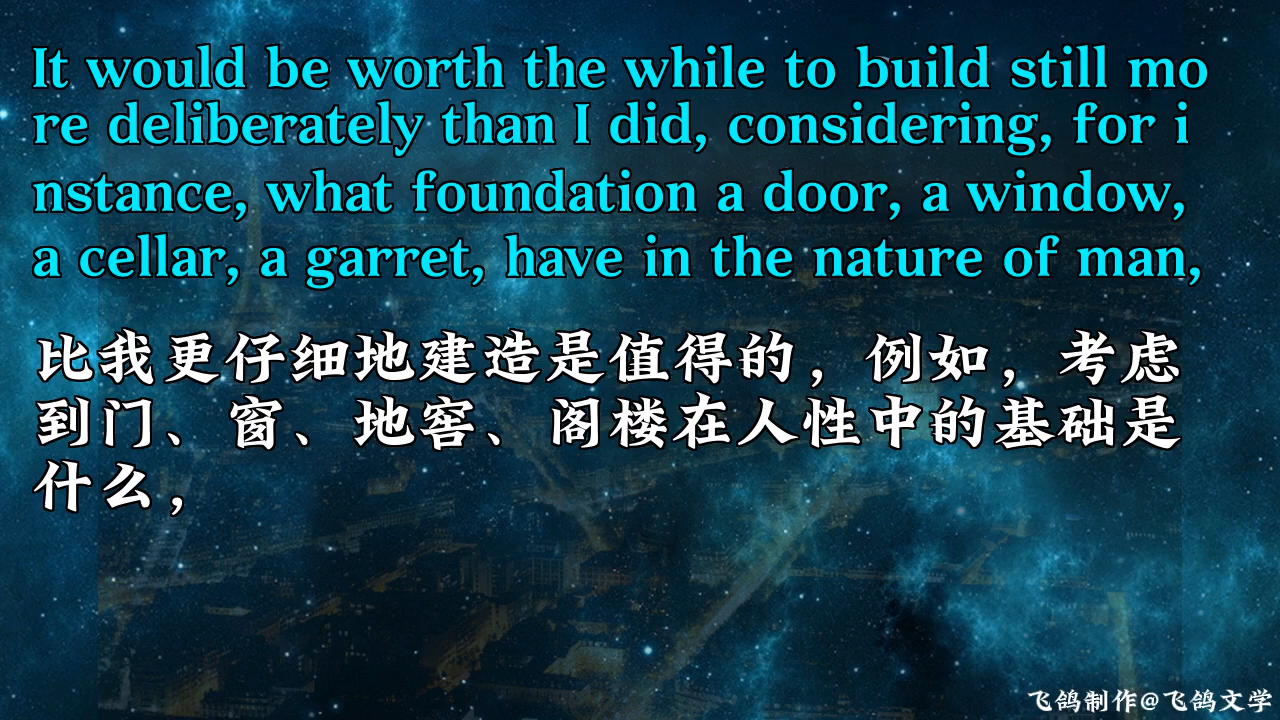 It would be worth the while to build still mo
re deliberately than I did, considering, for i
nstance, what foundation a door, a window,
a cellar, a garret, have in the nature of man,
比我更仔细地建造是值得的，例如，考虑
到门、窗、地窖、阁楼在人性中的基础是
什么，
飞鸽制作@飞鸽文学